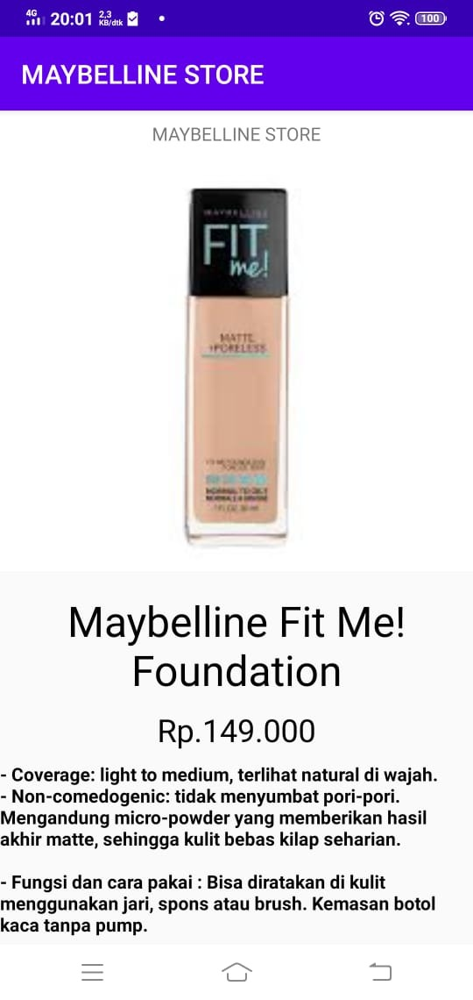 4G 20:01 2,3 KB/dtk 100
MAYBELLINE STORE
MAYBELLINE STORE
MAYBELLINE
FIT
me!
MATTE
+PORELESS
Maybelline Fit Me!
Foundation
Rp.149.000
- Coverage: light to medium, terlihat natural di wajah.
- Non-comedogenic: tidak menyumbat pori-pori.
Mengandung micro-powder yang memberikan hasil
akhir matte, sehingga kulit bebas kilap seharian.
- Fungsi dan cara pakai : Bisa diratakan di kulit
menggunakan jari, spons atau brush. Kemasan botol
kaca tanpa pump.